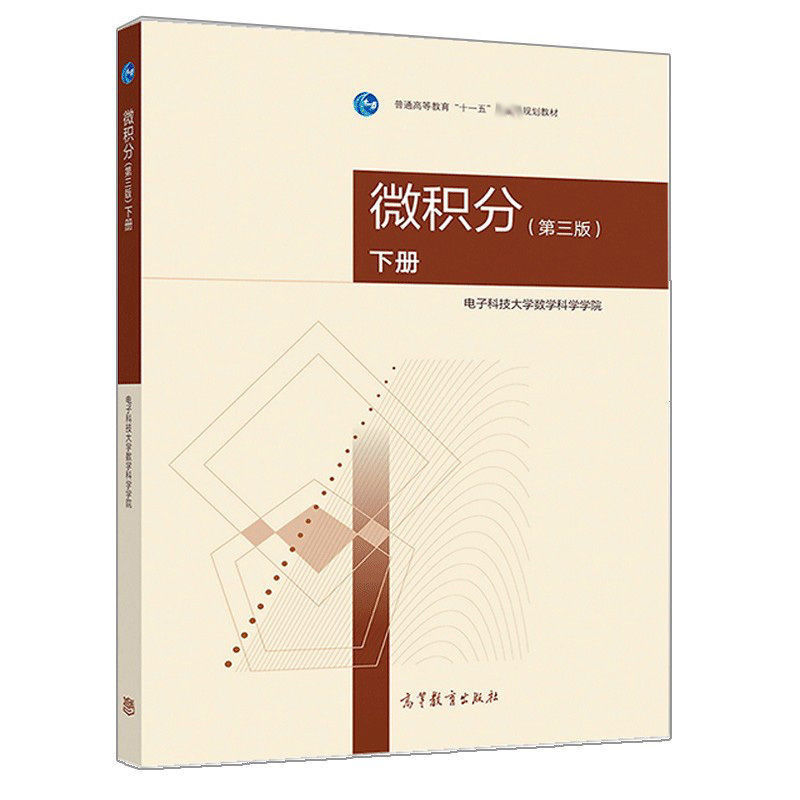 普通高等教育“十一五”规划教材
微积分(第三版)
下册
电子科技大学数学科学学院
高等教育出版社
微积分(第三版)下册
电子科技大学数学科学学院